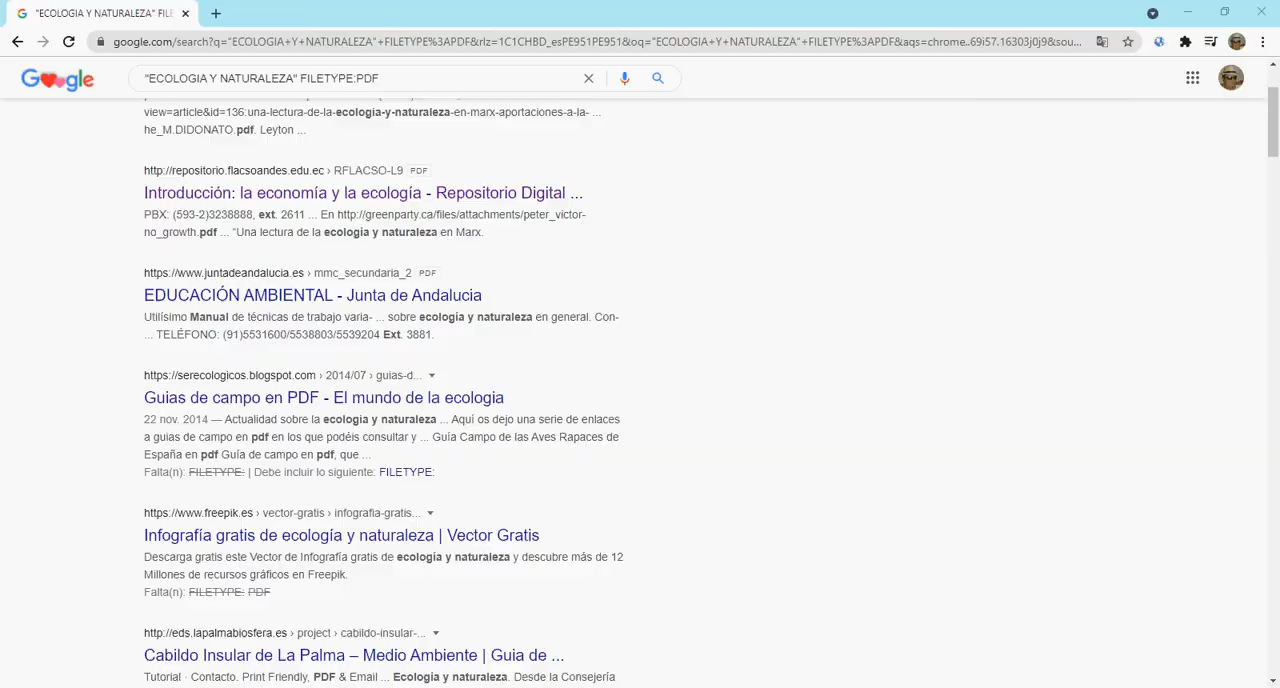 "ECOLOGIA Y NATURALEZA" FILE
google.com/search?q="ECOLOGIA+Y+NATURALEZA"+FILETYPE%3APDF&rlz=1C1CHBD_esPE951PE951&oq="ECOLOGIA+Y+NATURALEZA"+FILETYPE%3APDF&aqs=chrome..69i57.16303j0j9&sou...
Google
"ECOLOGIA Y NATURALEZA" FILETYPE:PDF
view=article&id=136:una-lectura-de-la-ecologia-y-naturaleza-en-marx-aportaciones-a-la- ...
he_M.DIDONATO.pdf. Leyton ...
http://repositorio.flacsoandes.edu.ec › RFLACSO-L9 PDF
Introducción: la economía y la ecología - Repositorio Digital ...
PBX: (593-2)3238888, ext. 2611 ... En http://greenparty.ca/files/attachments/peter_victor-
no_growth.pdf ... "Una lectura de la ecologia y naturaleza en Marx.
https://www.juntadeandalucia.es › mmc_secundaria_2 PDF
EDUCACIÓN AMBIENTAL - Junta de Andalucia
Utilísimo Manual de técnicas de trabajo varia- ... sobre ecología y naturaleza en general. Con-
... TELÉFONO: (91)5531600/5538803/5539204 Ext. 3881.
https://serecologicos.blogspot.com › 2014/07 › guias-d...
Guias de campo en PDF - El mundo de la ecologia
22 nov. 2014 — Actualidad sobre la ecologia y naturaleza ... Aquí os dejo una serie de enlaces
a guias de campo en pdf en los que podéis consultar y ... Guía Campo de las Aves Rapaces de
España en pdf Guía de campo en pdf, que ...
Falta(n): FILETYPE: | Debe incluir lo siguiente: FILETYPE:
https://www.freepik.es › vector-gratis › infografia-gratis...
Infografía gratis de ecología y naturaleza | Vector Gratis
Descarga gratis este Vector de Infografía gratis de ecología y naturaleza y descubre más de 12
Millones de recursos gráficos en Freepik.
Falta(n): FILETYPE: PDF
http://eds.lapalmabiosfera.es › project › cabildo-insular-...
Cabildo Insular de La Palma – Medio Ambiente | Guia de ...
Tutorial · Contacto. Print Friendly, PDF & Email ... Ecología y naturaleza. Desde la Consejería